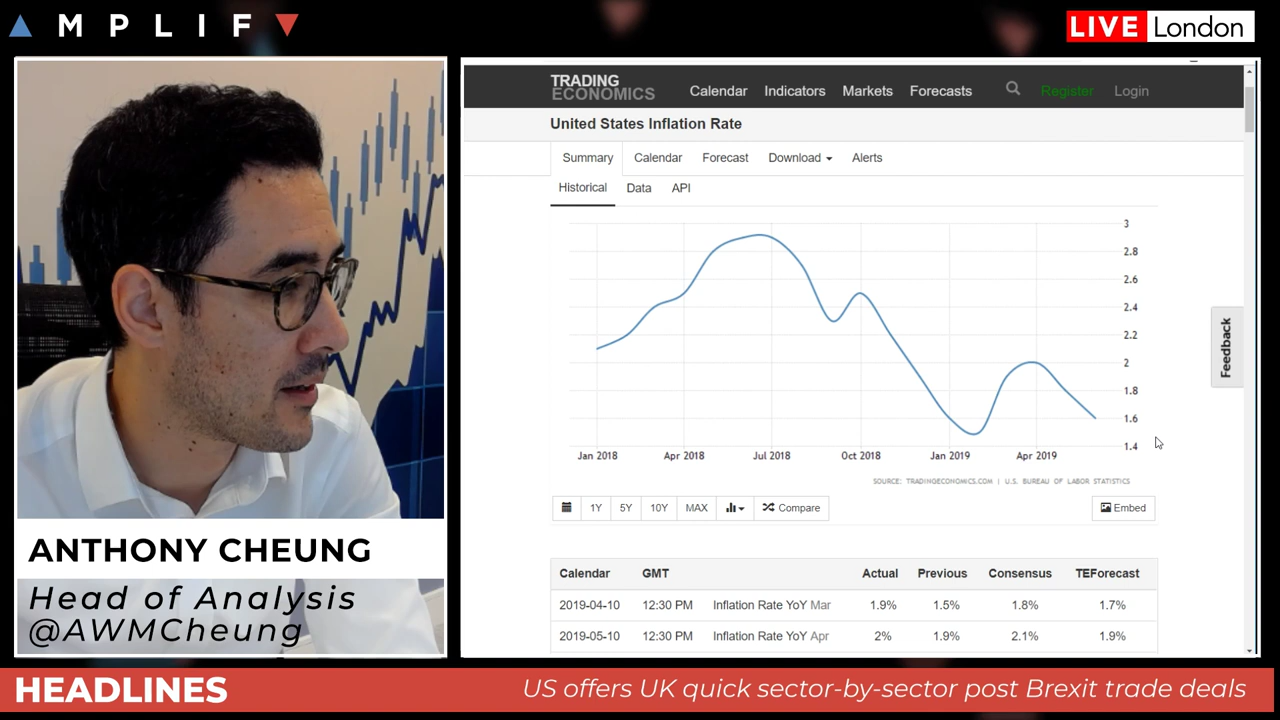 AMPLIFY
LIVE London
TRADING
ECONOMICS
Calendar Indicators Markets Forecasts Register Login
United States Inflation Rate
Summary Calendar Forecast Download Alerts
Historical Data API
3
2.8
2.6
2.4
2.2
2
1.8
1.6
1.4
Jan 2018 Apr 2018 Jul 2018 Oct 2018 Jan 2019 Apr 2019
SOURCE: TRADINGECONOMICS.COM | U.S. BUREAU OF LABOR STATISTICS
1Y 5Y 10Y MAX Compare Embed
Feedback
Calendar GMT Actual Previous Consensus TEForecast
2019-04-10 12:30 PM Inflation Rate YoY Mar 1.9% 1.5% 1.8% 1.7%
2019-05-10 12:30 PM Inflation Rate YoY Apr 2% 1.9% 2.1% 1.9%
ANTHONY CHEUNG
Head of Analysis
@AWMCheung
HEADLINES US offers UK quick sector-by-sector post Brexit trade deals